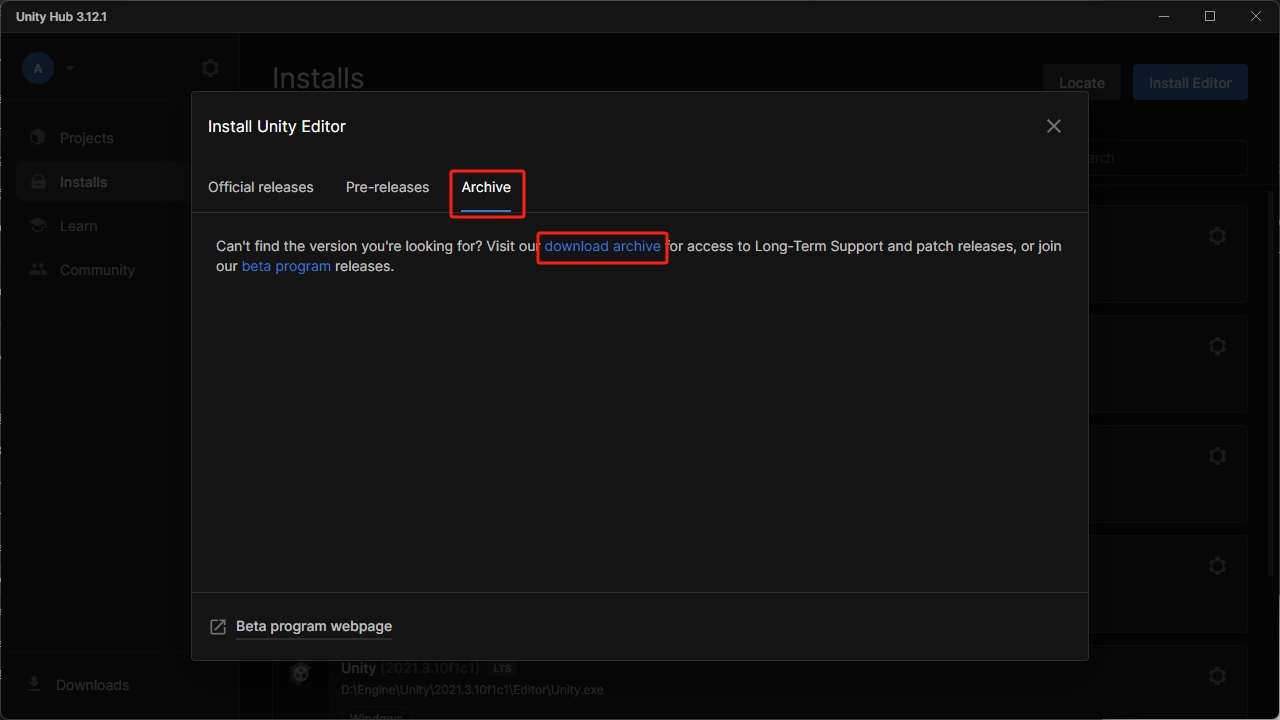 Unity Hub 3.12.1
A
Installs
Locate
Install Editor
Projects
Installs
Learn
Community
Install Unity Editor
Official releases
Pre-releases
Archive
Can't find the version you're looking for? Visit our download archive for access to Long-Term Support and patch releases, or join
our beta program releases.
Beta program webpage
Unity (2021.3.10f1c1) LTS
D:\Engine\Unity\2021.3.10f1c1\Editor\Unity.exe
Windows
Downloads